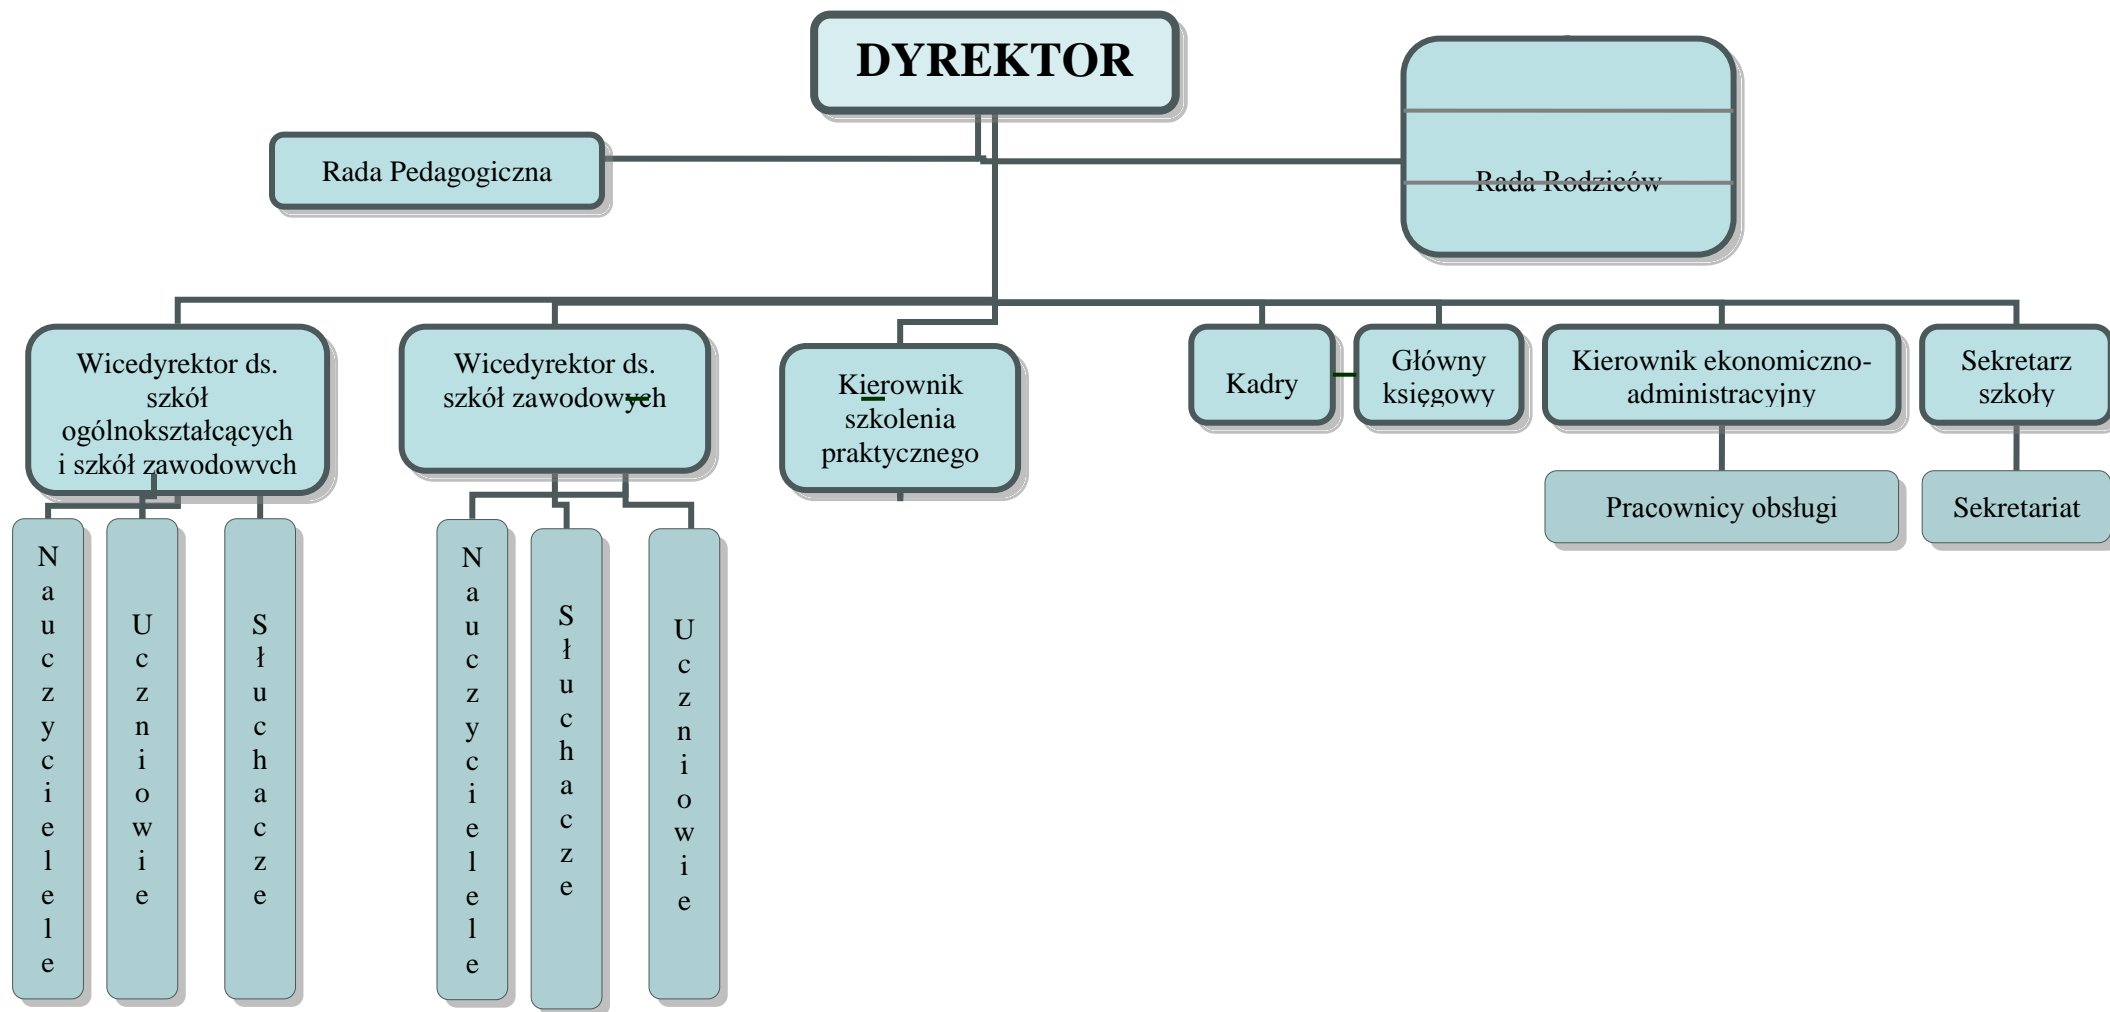 DYREKTOR
Rada Pedagogiczna
Rada Rodziców
Wicedyrektor ds.
szkół
ogólnokształcących
i szkół zawodowych
Wicedyrektor ds.
szkół zawodowych
Kierownik
szkolenia
praktycznego
Kadry
Główny
księgowy
Kierownik ekonomiczno-
administracyjny
Sekretarz
szkoły
Pracownicy obsługi
Sekretariat
Nauczyciele
Uczniowie
Słuchacze
Nauczyciele
Słuchacze
Uczniowie